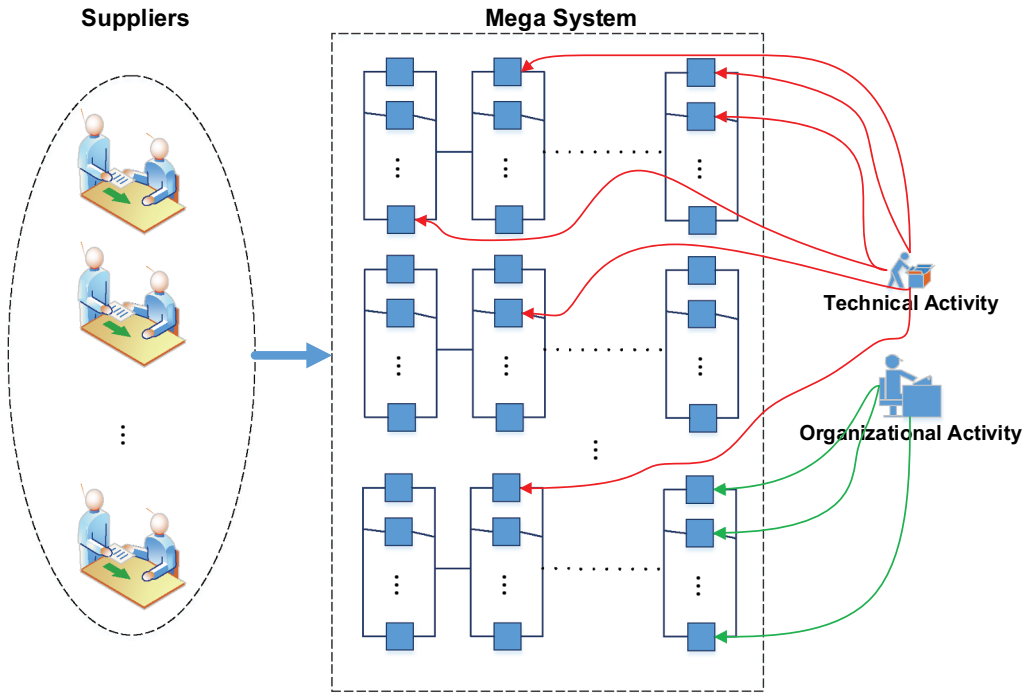 Suppliers
Mega System
Technical Activity
Organizational Activity